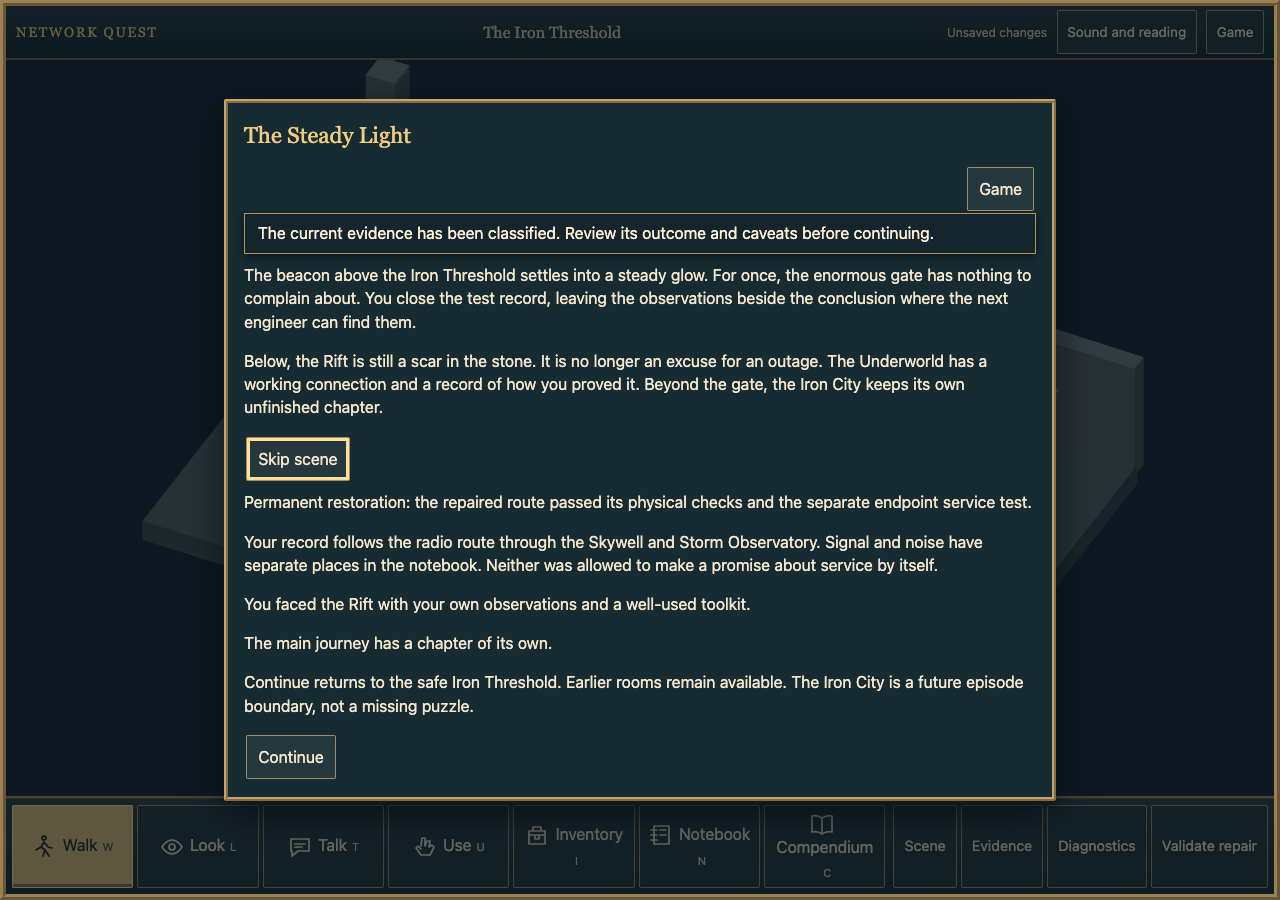 NETWORK QUEST
The Iron Threshold
Unsaved changes
Sound and reading
Game
The Steady Light
Game
The current evidence has been classified. Review its outcome and caveats before continuing.
The beacon above the Iron Threshold settles into a steady glow. For once, the enormous gate has nothing to
complain about. You close the test record, leaving the observations beside the conclusion where the next
engineer can find them.
Below, the Rift is still a scar in the stone. It is no longer an excuse for an outage. The Underworld has a
working connection and a record of how you proved it. Beyond the gate, the Iron City keeps its own
unfinished chapter.
Skip scene
Permanent restoration: the repaired route passed its physical checks and the separate endpoint service test.
Your record follows the radio route through the Skywell and Storm Observatory. Signal and noise have
separate places in the notebook. Neither was allowed to make a promise about service by itself.
You faced the Rift with your own observations and a well-used toolkit.
The main journey has a chapter of its own.
Continue returns to the safe Iron Threshold. Earlier rooms remain available. The Iron City is a future episode
boundary, not a missing puzzle.
Continue
Walk W
Look L
Talk T
Use U
Inventory
I
Notebook
N
Compendium
C
Scene
Evidence
Diagnostics
Validate repair